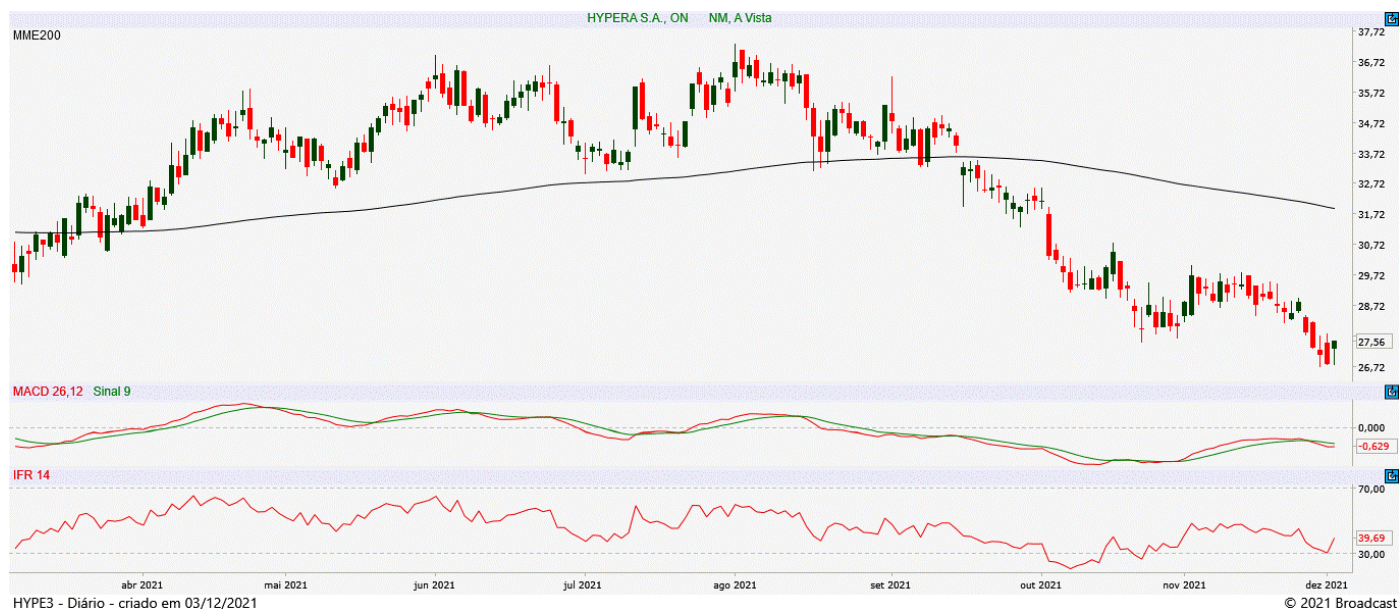 HYPERA S.A., ON NM, A Vista
MME200
37,72
36,72
35,72
34,72
33,72
32,72
31,72
30,72
29,72
28,72
27,56
26,72
MACD 26,12 Sinal 9
0,000
-0,629
IFR 14
70,00
39,69
30,00
abr 2021 mai 2021 jun 2021 jul 2021 ago 2021 set 2021 out 2021 nov 2021 dez 2021
HYPE3 - Diário - criado em 03/12/2021 © 2021 Broadcast